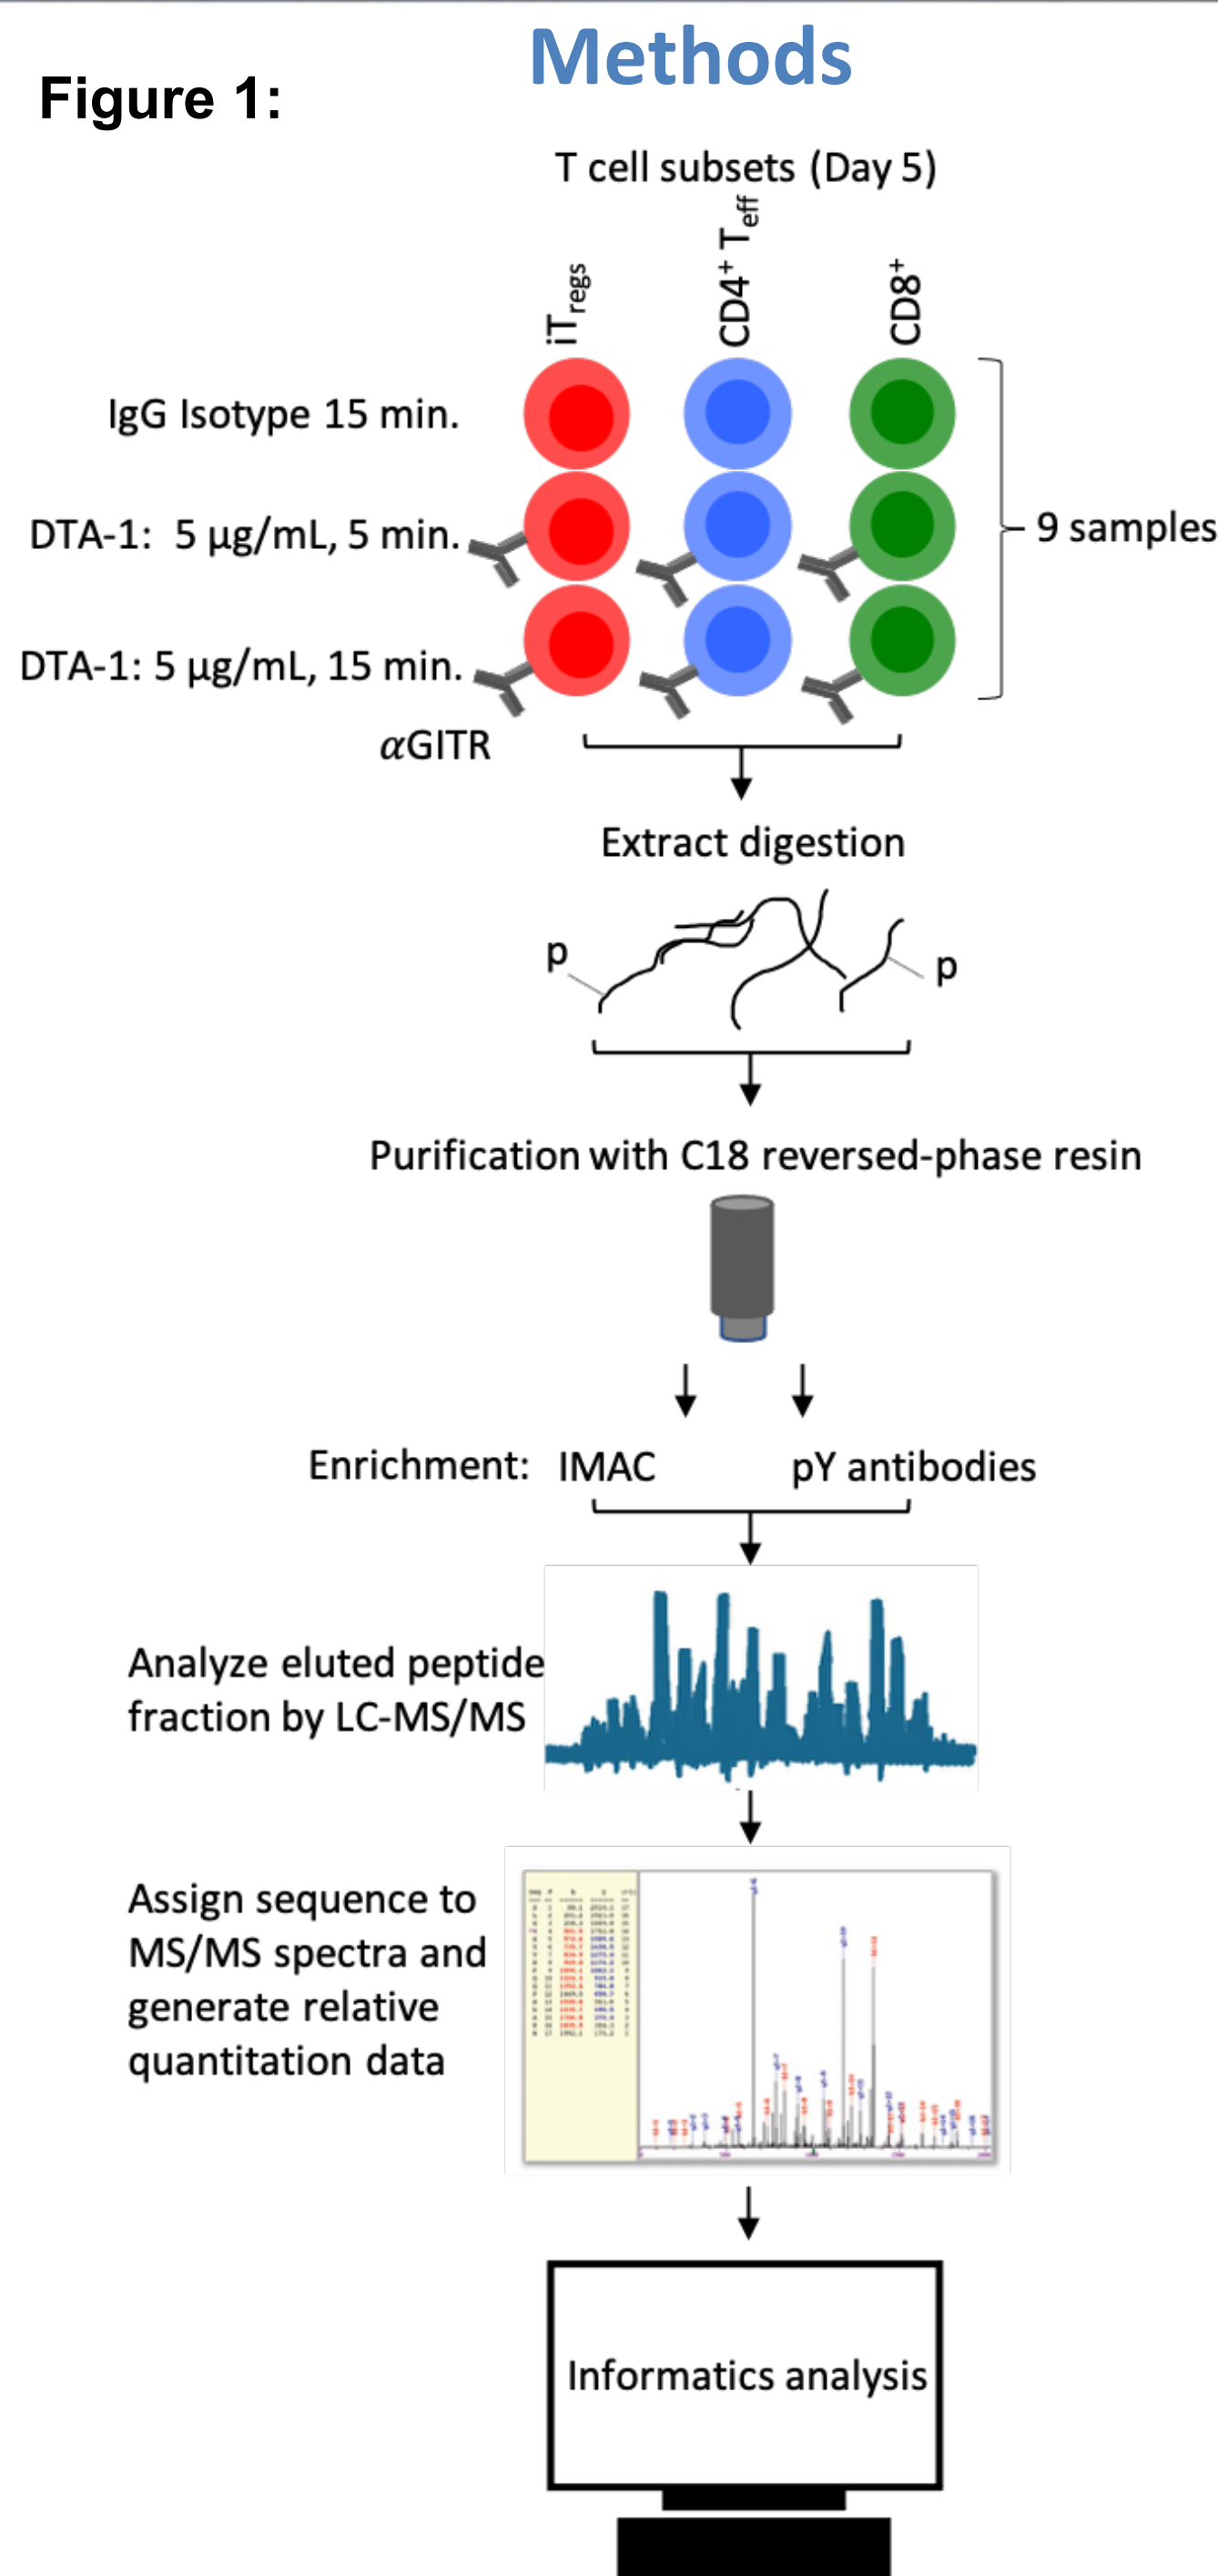 Methods
Figure 1:
T cell subsets (Day 5)
iTregs
CD4+ Teff
CD8+
IgG Isotype 15 min.
DTA-1: 5 µg/mL, 5 min.
DTA-1: 5 µg/mL, 15 min.
9 samples
αGITR
Extract digestion
p
p
Purification with C18 reversed-phase resin
Enrichment: IMAC pY antibodies
Analyze eluted peptide
fraction by LC-MS/MS
Assign sequence to
MS/MS spectra and
generate relative
quantitation data
Informatics analysis